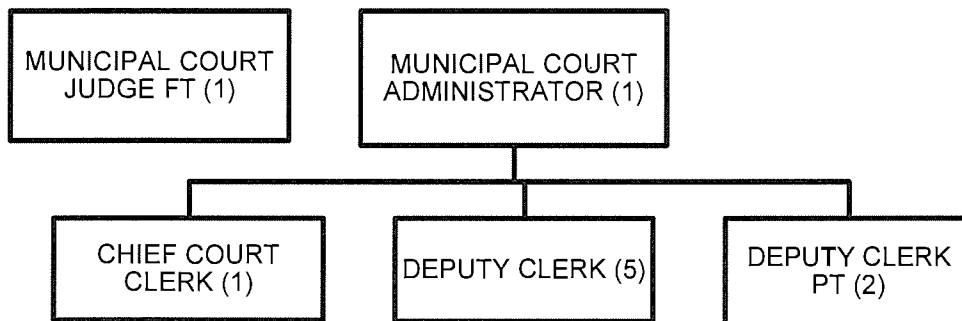 MUNICIPAL COURT
JUDGE FT (1)
MUNICIPAL COURT
ADMINISTRATOR (1)
CHIEF COURT
CLERK (1)
DEPUTY CLERK (5)
DEPUTY CLERK
PT (2)